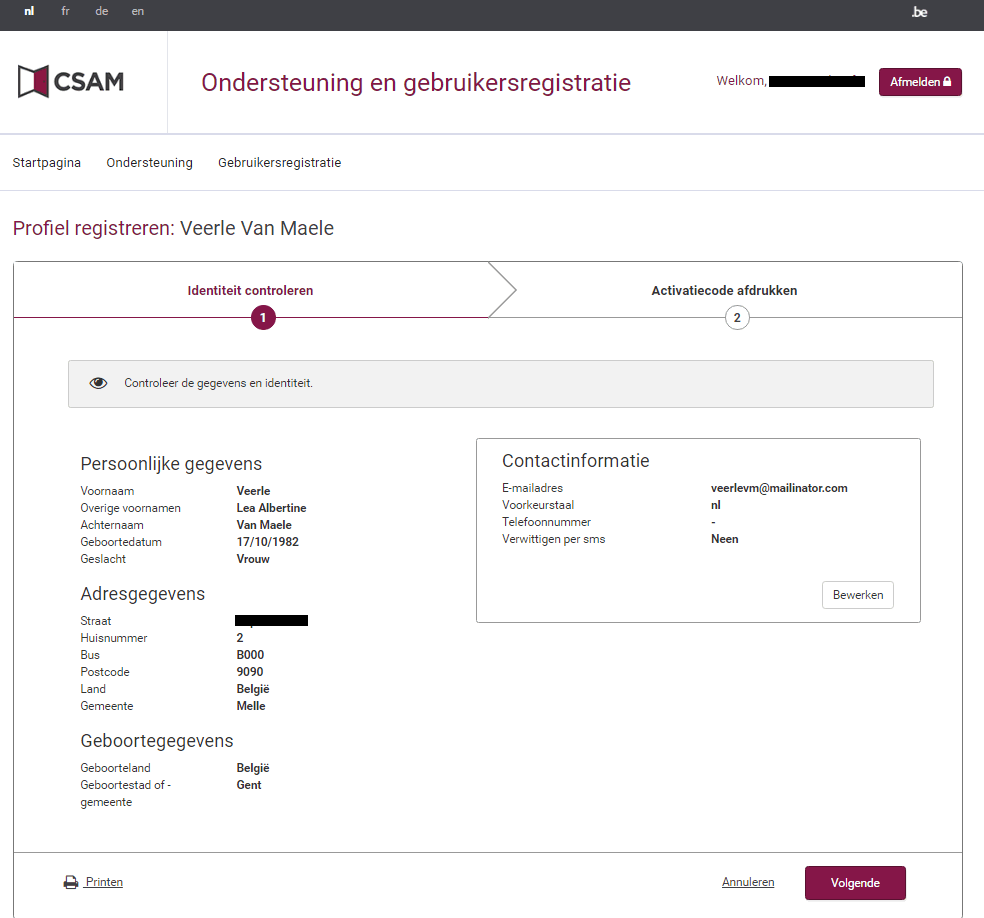 nl fr de en .be
CSAM
Ondersteuning en gebruikersregistratie
Welkom,
Afmelden
Startpagina Ondersteuning Gebruikersregistratie
Profiel registreren: Veerle Van Maele
Identiteit controleren
1
Activatiecode afdrukken
2
Controleer de gegevens en identiteit.
Persoonlijke gegevens
Voornaam Veerle
Overige voornamen Lea Albertine
Achternaam Van Maele
Geboortedatum 17/10/1982
Geslacht Vrouw
Adresgegevens
Straat
Huisnummer 2
Bus B000
Postcode 9090
Land België
Gemeente Melle
Geboortegegevens
Geboorteland België
Geboortestad of - Gent
gemeente
Contactinformatie
E-mailadres veerlevm@mailinator.com
Voorkeurstaal nl
Telefoonnummer -
Verwittigen per sms Neen
Bewerken
Printen
Annuleren
Volgende